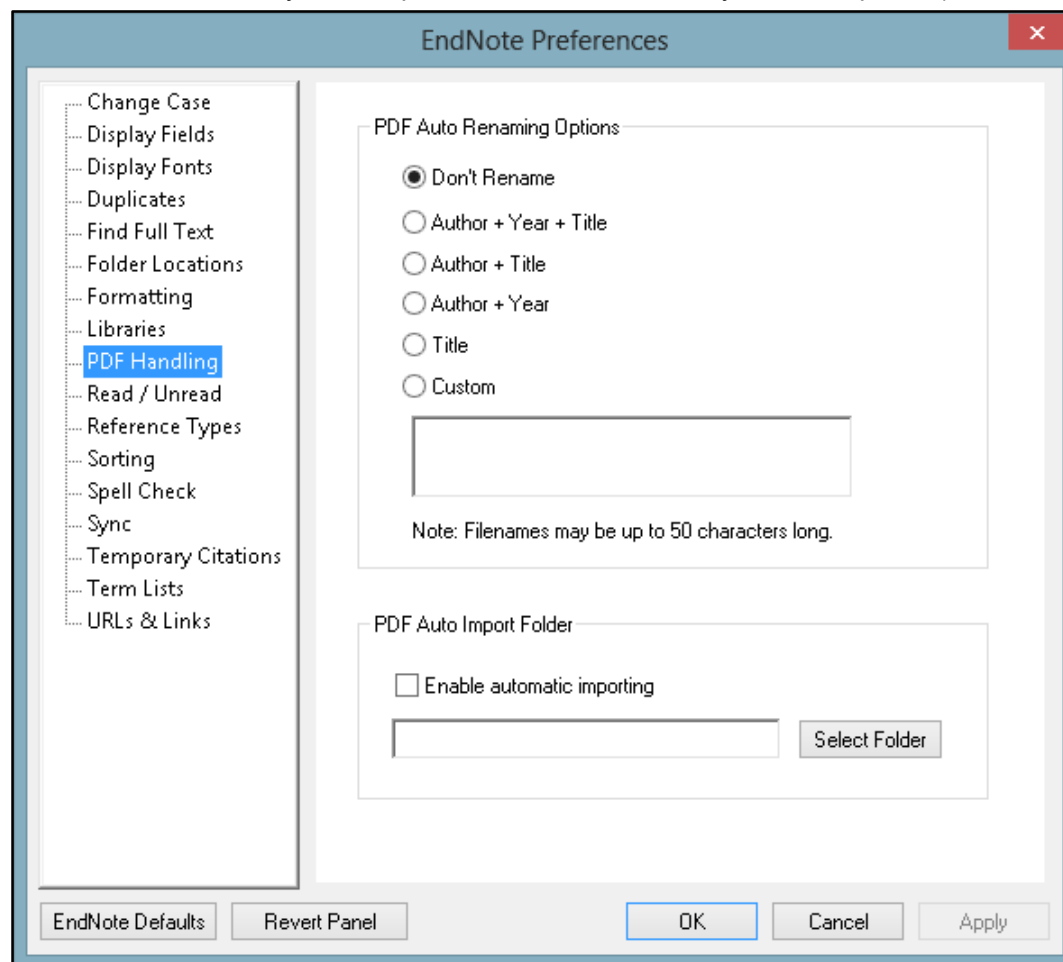 EndNote Preferences
Change Case
Display Fields
Display Fonts
Duplicates
Find Full Text
Folder Locations
Formatting
Libraries
PDF Handling
Read / Unread
Reference Types
Sorting
Spell Check
Sync
Temporary Citations
Term Lists
URLs & Links
PDF Auto Renaming Options
Don't Rename
Author + Year + Title
Author + Title
Author + Year
Title
Custom
Note: Filenames may be up to 50 characters long.
PDF Auto Import Folder
Enable automatic importing
Select Folder
EndNote Defaults
Revert Panel
OK
Cancel
Apply